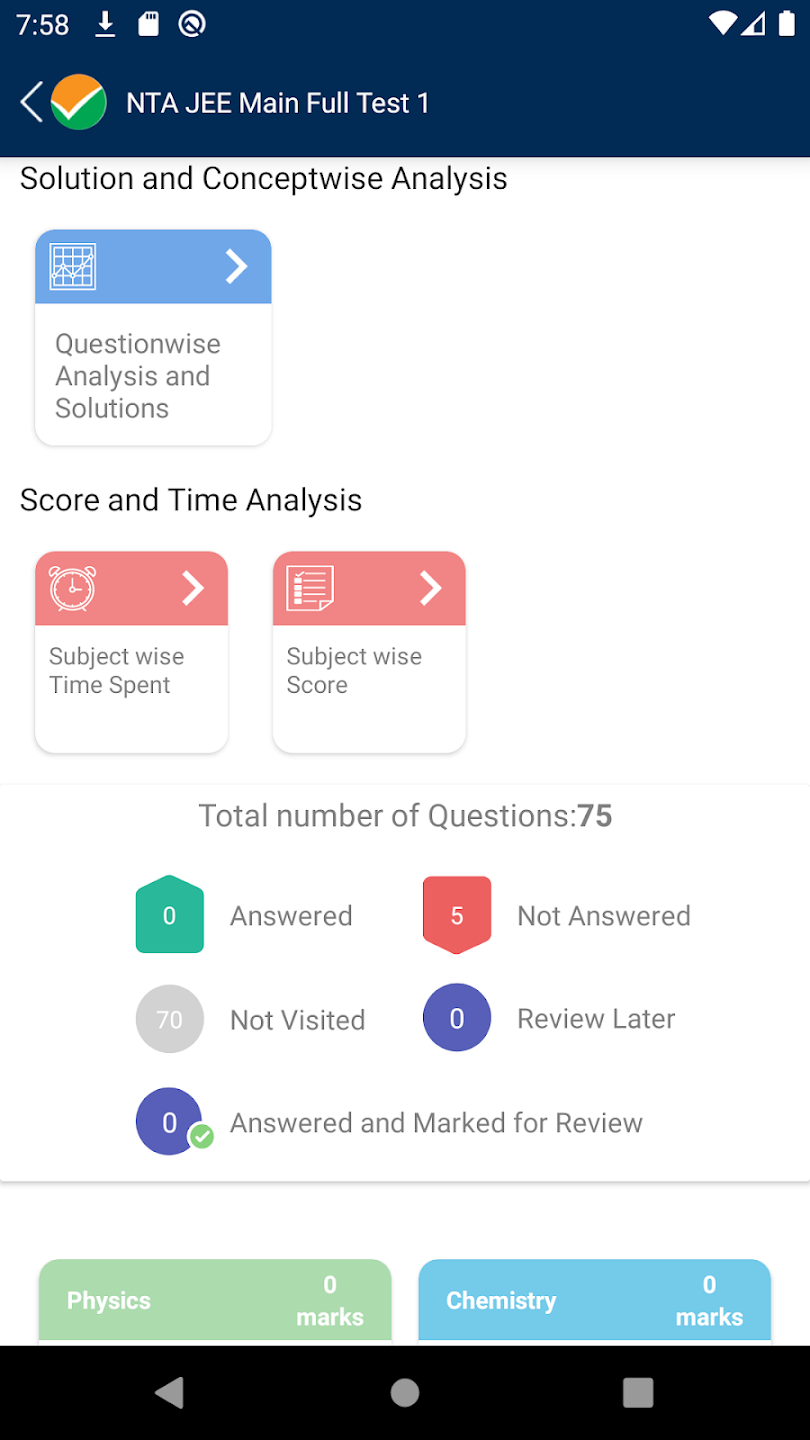 7:58
NTA JEE Main Full Test 1
Solution and Conceptwise Analysis
Questionwise
Analysis and
Solutions
Score and Time Analysis
Subject wise
Time Spent
Subject wise
Score
Total number of Questions:75
0 Answered
5 Not Answered
70 Not Visited
0 Review Later
0 Answered and Marked for Review
Physics
0
marks
Chemistry
0
marks